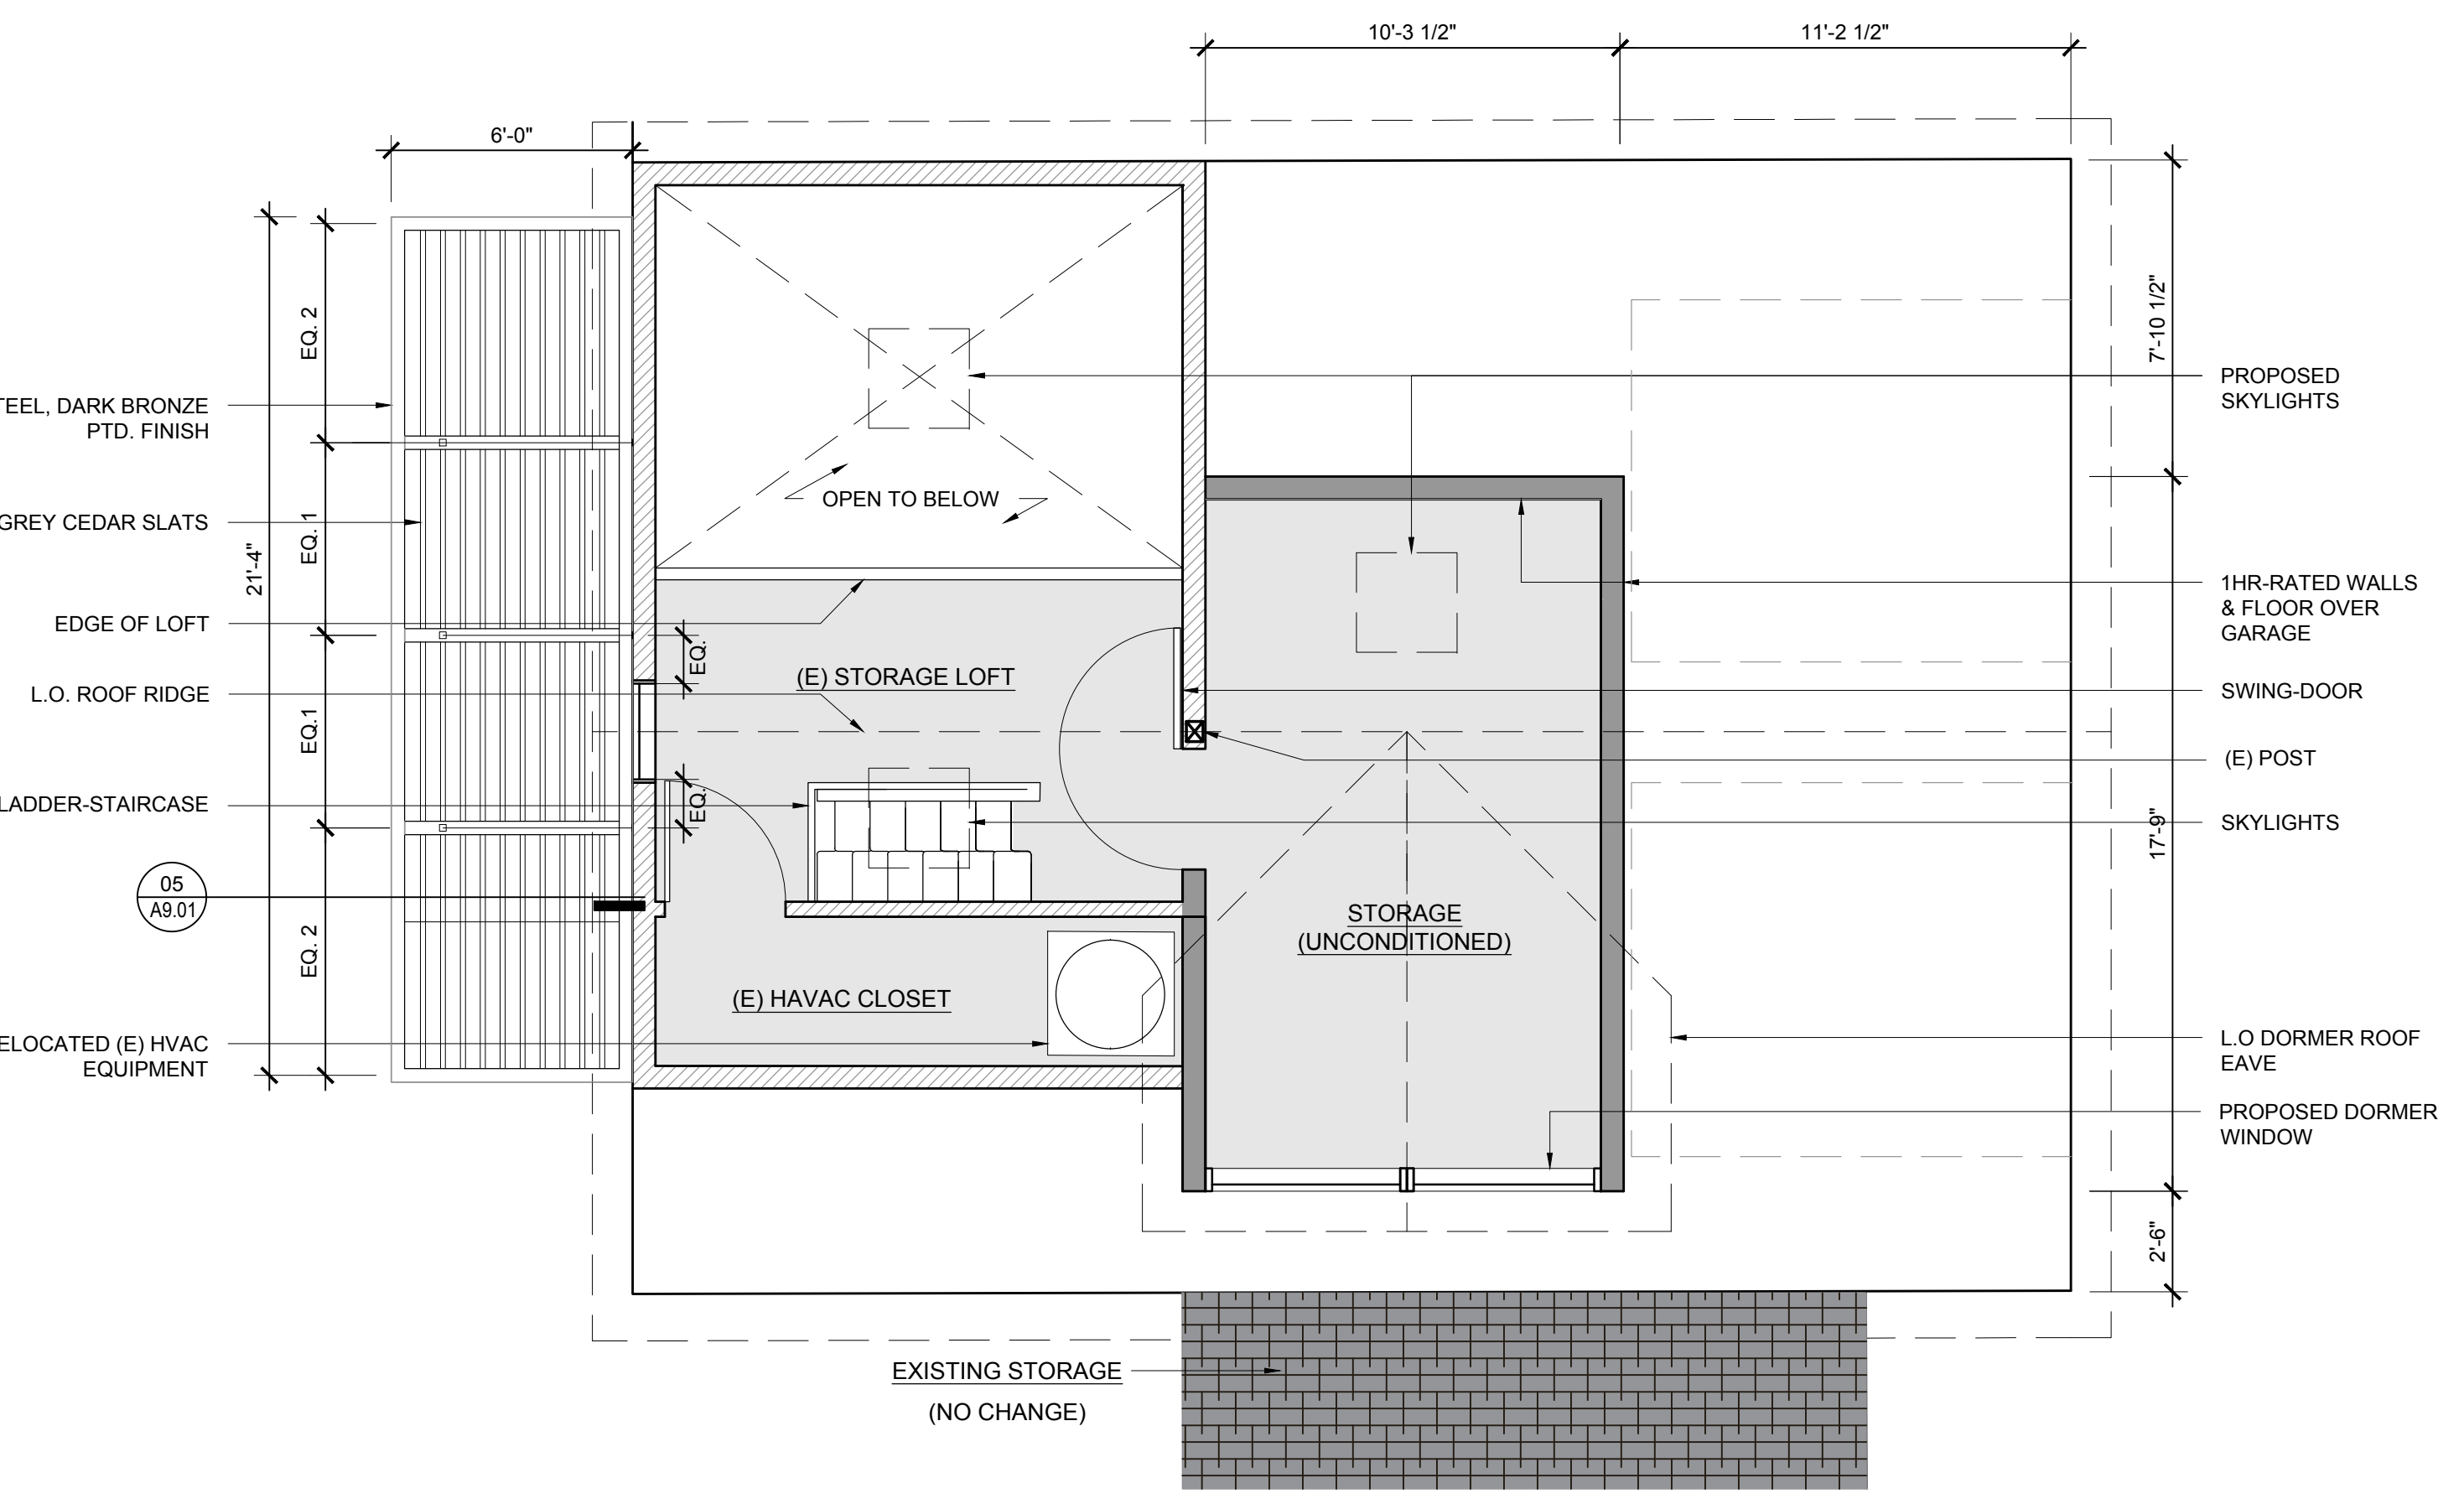 10'-3 1/2"
11'-2 1/2"
6'-0"
EQ. 2
7'-10 1/2"
PROPOSED
SKYLIGHTS
DARK BRONZE
PTD. FINISH
OPEN TO BELOW
GREY CEDAR SLATS
EQ. 1
21'-4"
1HR-RATED WALLS
& FLOOR OVER
GARAGE
EDGE OF LOFT
EQ.
(E) STORAGE LOFT
L.O. ROOF RIDGE
SWING-DOOR
EQ.1
(E) POST
LADDER-STAIRCASE
EQ.
SKYLIGHTS
17'-9"
05
A9.01
STORAGE
(UNCONDITIONED)
EQ. 2
(E) HAVAC CLOSET
ELOCATED (E) HVAC
EQUIPMENT
L.O DORMER ROOF
EAVE
PROPOSED DORMER
WINDOW
2'-6"
EXISTING STORAGE
(NO CHANGE)